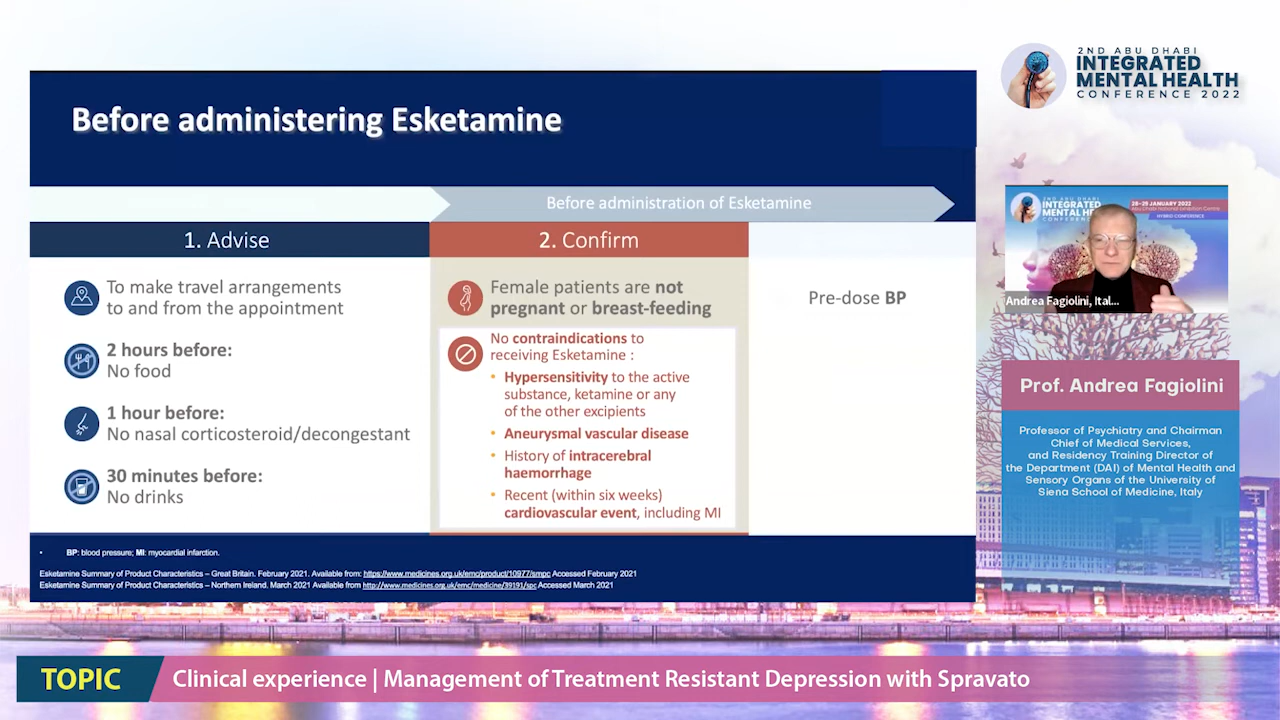 2ND ABU DHABI
INTEGRATED
MENTAL HEALTH
CONFERENCE 2022
Before administering Esketamine
Before administration of Esketamine
1. Advise
To make travel arrangements
to and from the appointment
2 hours before:
No food
1 hour before:
No nasal corticosteroid/decongestant
30 minutes before:
No drinks
2. Confirm
Female patients are not
pregnant or breast-feeding
No contraindications to
receiving Esketamine :
• Hypersensitivity to the active
substance, ketamine or any
of the other excipients
• Aneurysmal vascular disease
• History of intracerebral
haemorrhage
• Recent (within six weeks)
cardiovascular event, including MI
Pre-dose BP
• BP: blood pressure; MI: myocardial infarction.
Esketamine Summary of Product Characteristics – Great Britain. February 2021. Available from: https://www.medicines.org.uk/emc/product/10977/smpc Accessed February 2021
Esketamine Summary of Product Characteristics – Northern Ireland. March 2021 Available from http://www.medicines.org.uk/emc/medicine/39191/spc Accessed March 2021
INTEGRATED
MENTAL HEA
28-29 JANUARY 2022
HYBRID CONFERENCE
Andrea Fagiolini, Ital...
Prof. Andrea Fagiolini
Professor of Psychiatry and Chairman
Chief of Medical Services,
and Residency Training Director of
the Department (DAI) of Mental Health and
Sensory Organs of the University of
Siena School of Medicine, Italy
TOPIC
Clinical experience | Management of Treatment Resistant Depression with Spravato